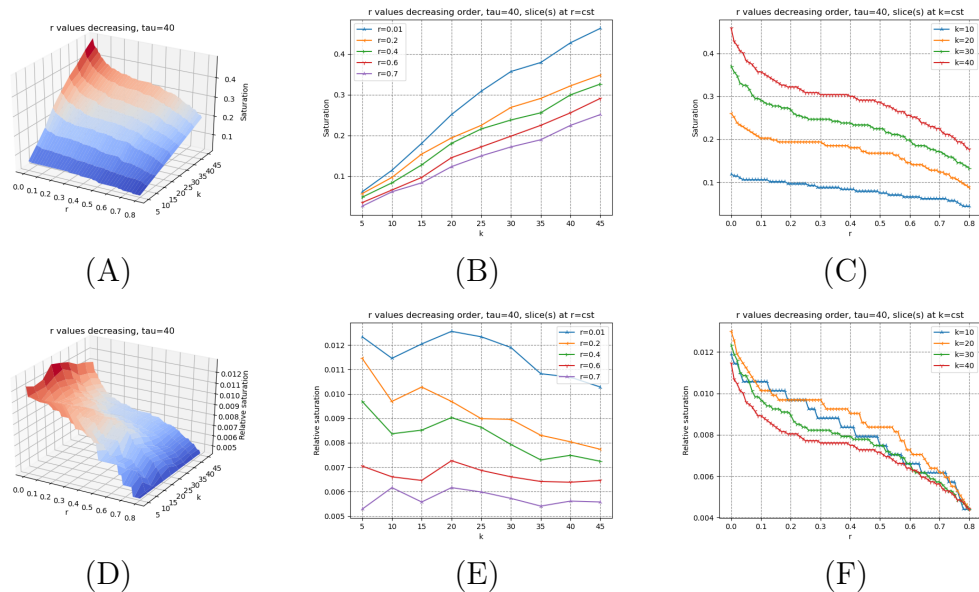 r values decreasing, tau=40
0.4
0.3
0.2
0.1
Saturation
0.0 0.1 0.2 0.3 0.4 0.5 0.6 0.7 0.8
r
5 10 15 20 25 30 35 40 45
k
(A)
r values decreasing order, tau=40, slice(s) at r=cst
r=0.01
r=0.2
r=0.4
r=0.6
r=0.7
0.4
0.3
0.2
0.1
Saturation
5 10 15 20 25 30 35 40 45
k
(B)
r values decreasing order, tau=40, slice(s) at k=cst
k=10
k=20
k=30
k=40
0.4
0.3
0.2
0.1
Saturation
0.0 0.1 0.2 0.3 0.4 0.5 0.6 0.7 0.8
r
(C)
r values decreasing, tau=40
0.012
0.011
0.010
0.009
0.008
0.007
0.006
0.005
Relative saturation
0.0 0.1 0.2 0.3 0.4 0.5 0.6 0.7 0.8
r
5 10 15 20 25 30 35 40 45
k
(D)
r values decreasing order, tau=40, slice(s) at r=cst
r=0.01
r=0.2
r=0.4
r=0.6
r=0.7
0.012
0.011
0.010
0.009
0.008
0.007
0.006
0.005
Relative saturation
5 10 15 20 25 30 35 40 45
k
(E)
r values decreasing order, tau=40, slice(s) at k=cst
k=10
k=20
k=30
k=40
0.012
0.010
0.008
0.006
0.004
Relative saturation
0.0 0.1 0.2 0.3 0.4 0.5 0.6 0.7 0.8
r
(F)